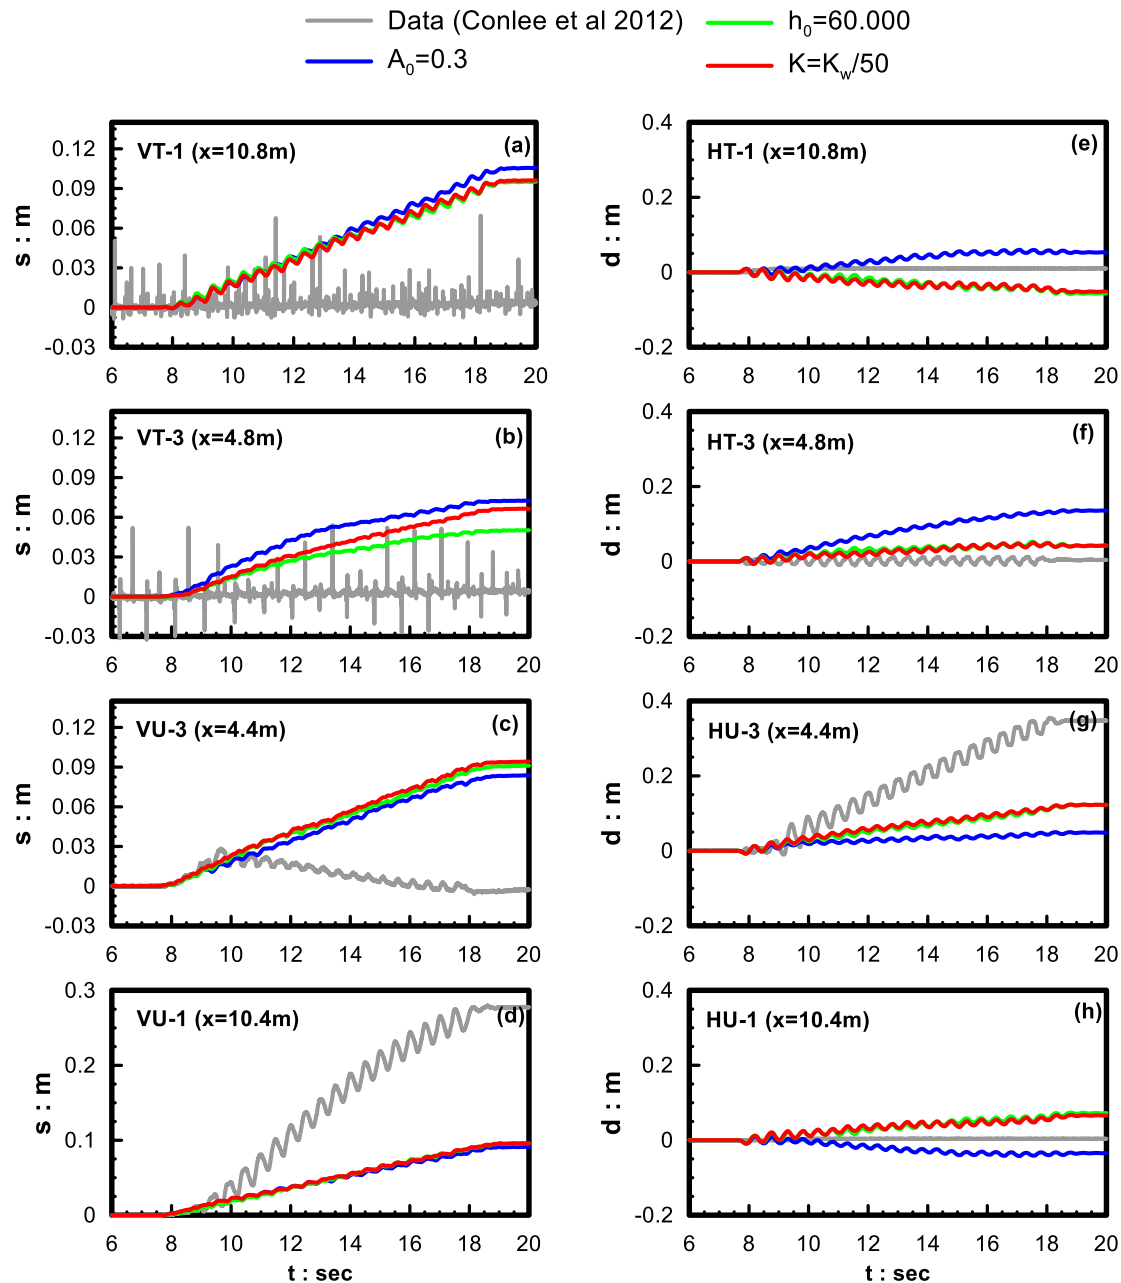 Data (Conlee et al 2012)
h0=60.000
A0=0.3
K=Kw/50
VT-1 (x=10.8m)
(a)
s : m
0.12
0.09
0.06
0.03
0
-0.03
6 8 10 12 14 16 18 20
HT-1 (x=10.8m)
(e)
d : m
0.4
0.2
0
-0.2
6 8 10 12 14 16 18 20
VT-3 (x=4.8m)
(b)
s : m
0.12
0.09
0.06
0.03
0
-0.03
6 8 10 12 14 16 18 20
HT-3 (x=4.8m)
(f)
d : m
0.4
0.2
0
-0.2
6 8 10 12 14 16 18 20
VU-3 (x=4.4m)
(c)
s : m
0.12
0.09
0.06
0.03
0
-0.03
6 8 10 12 14 16 18 20
HU-3 (x=4.4m)
(g)
d : m
0.4
0.2
0
-0.2
6 8 10 12 14 16 18 20
VU-1 (x=10.4m)
(d)
s : m
0.3
0.2
0.1
0
6 8 10 12 14 16 18 20
t : sec
HU-1 (x=10.4m)
(h)
d : m
0.4
0.2
0
-0.2
6 8 10 12 14 16 18 20
t : sec